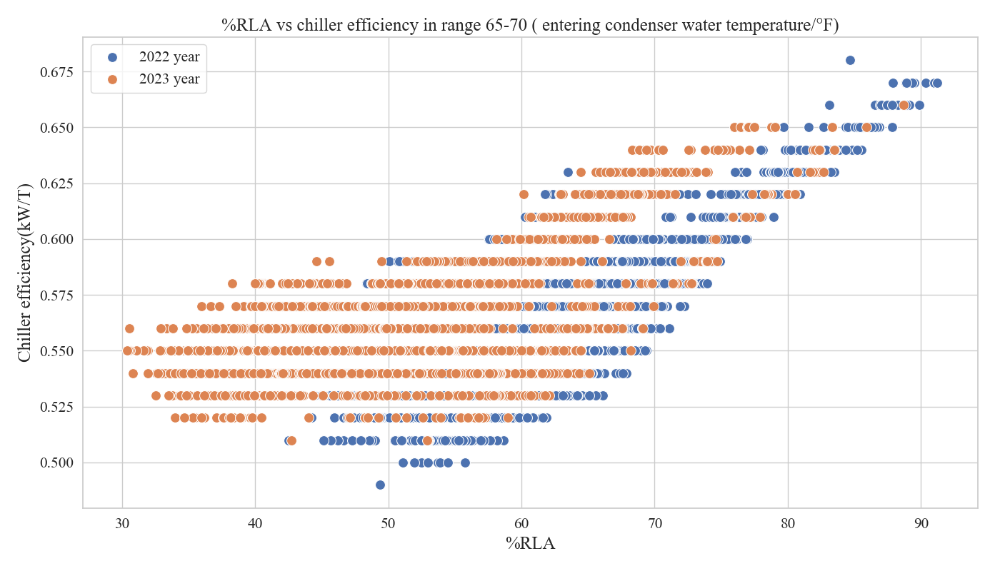 %RLA vs chiller efficiency in range 65-70 ( entering condenser water temperature/°F)
2022 year
2023 year
Chiller efficiency(kW/T)
0.675
0.650
0.625
0.600
0.575
0.550
0.525
0.500
30 40 50 60 70 80 90
%RLA